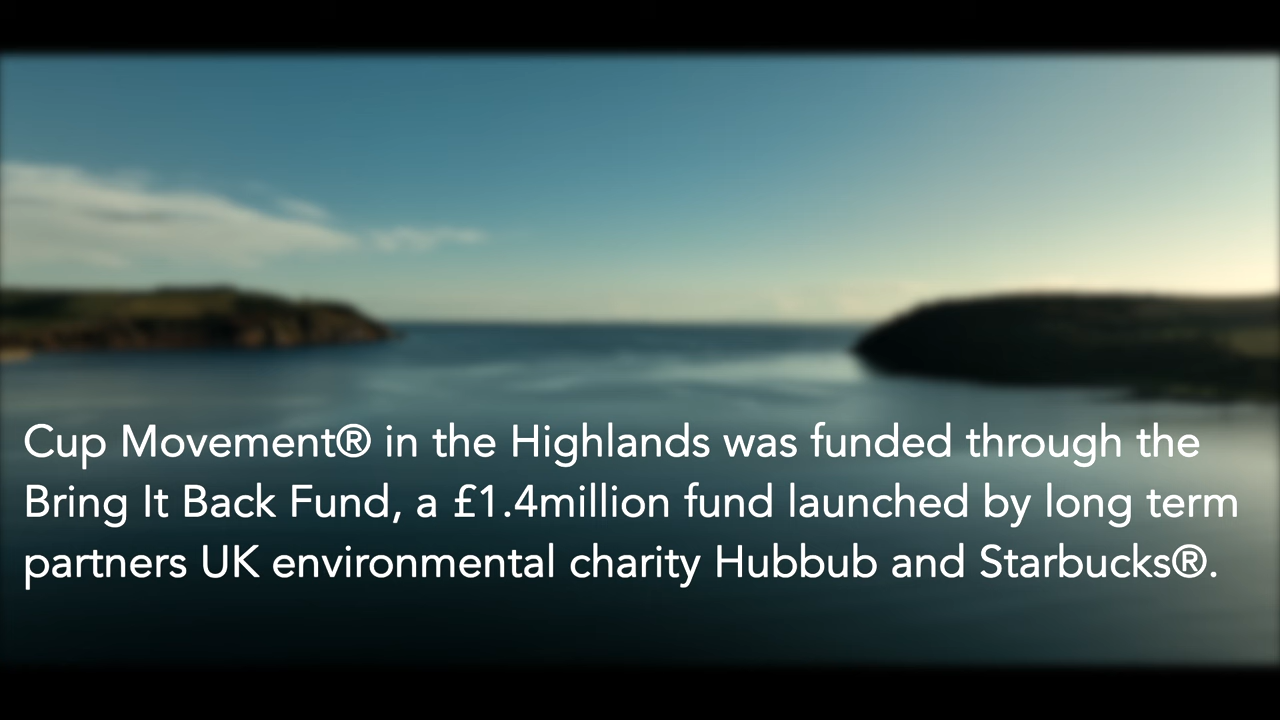 Cup Movement® in the Highlands was funded through the
Bring It Back Fund, a £1.4million fund launched by long term
partners UK environmental charity Hubbub and Starbucks®.